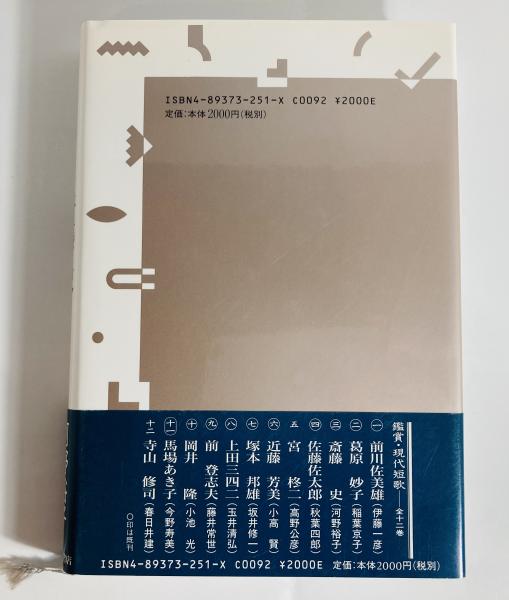 ISBN4-89373-251-X C0092 ¥2000E
定価:本体2000円(税別)
鑑賞・現代短歌――全十二巻
㊀ 前川佐美雄(伊藤一彦)
㊁ 葛原 妙子(稲葉京子)
㊂ 斎藤 史(河野裕子)
㊃ 佐藤佐太郎(秋葉四郎)
五 宮 柊二(高野公彦)
㊅ 近藤 芳美(小高 賢)
㊆ 塚本 邦雄(坂井修一)
㊇ 上田三四二(玉井清弘)
㊈ 前 登志夫(藤井常世)
㊉ 岡井 隆(小池 光)
十一 馬場あき子(今野寿美)
十二 寺山 修司(春日井建)
〇印は既刊
ISBN4-89373-251-X C0092 ¥2000E 定価:本体2000円(税別)